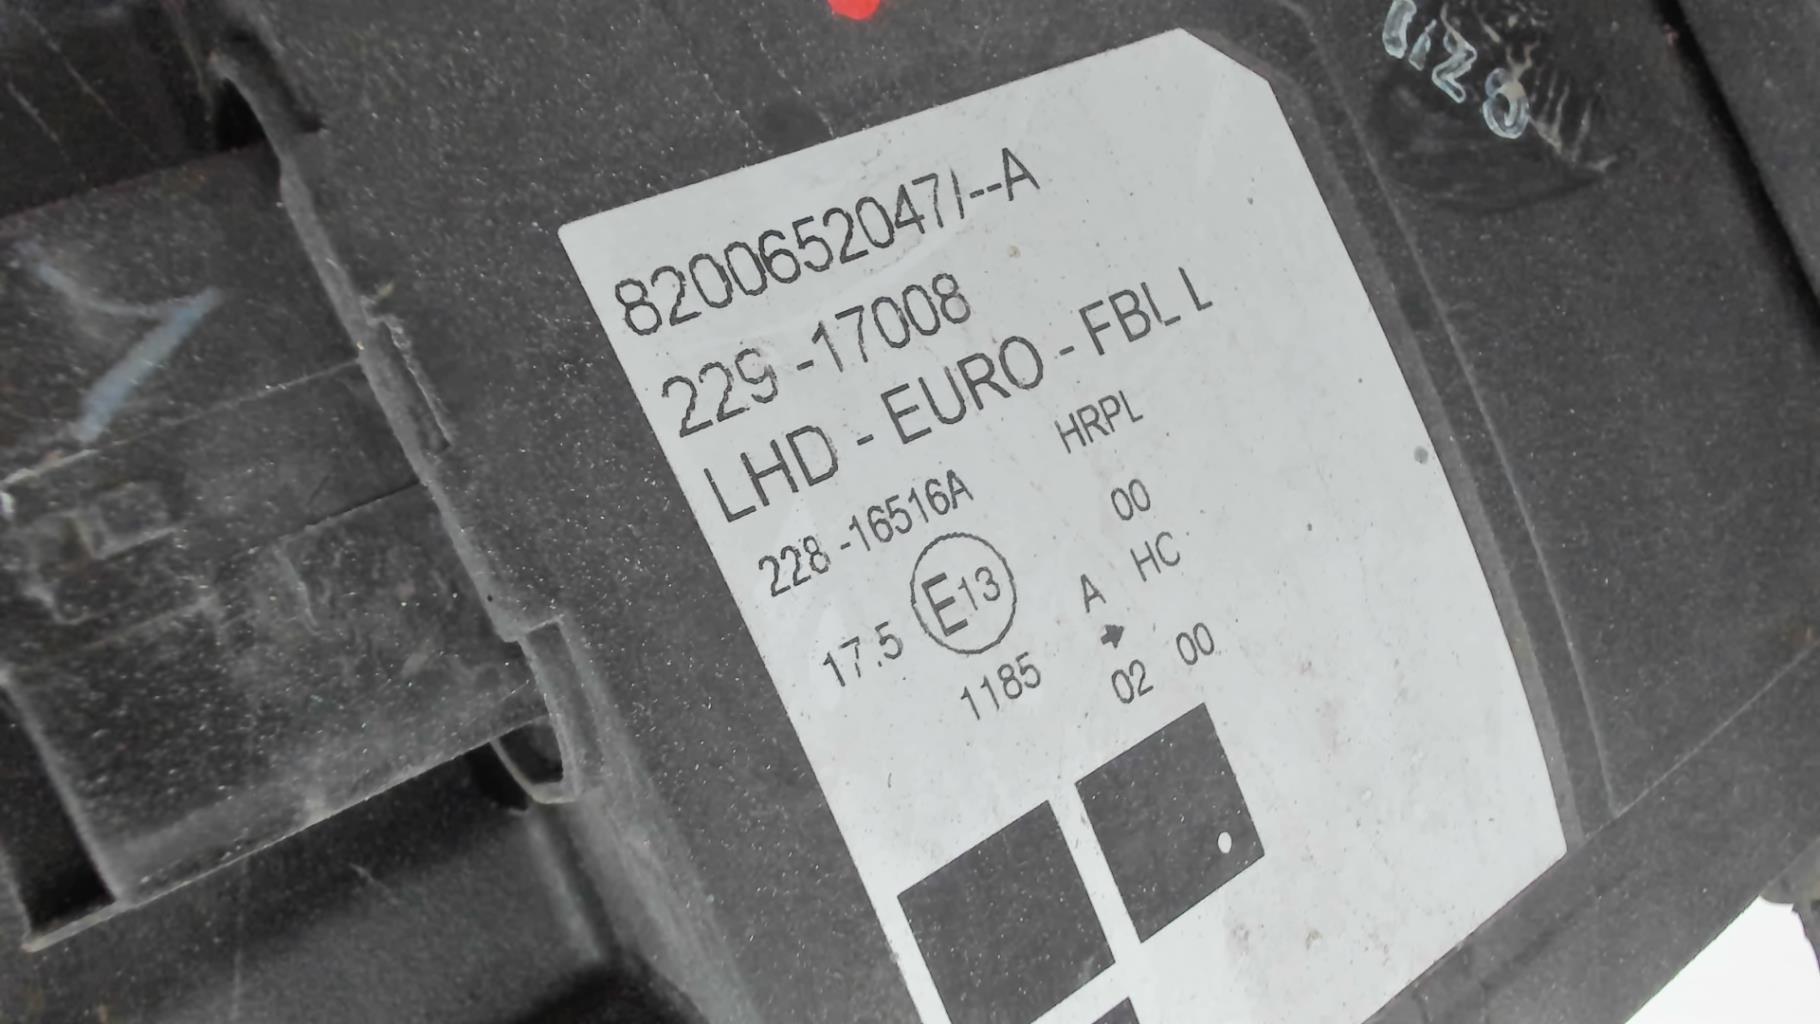 8200652047/--A
229 -17008
LHD - EURO - FBL L
228 -16516A HRPL
17.5 E13 A 00 HC
1185 02 00